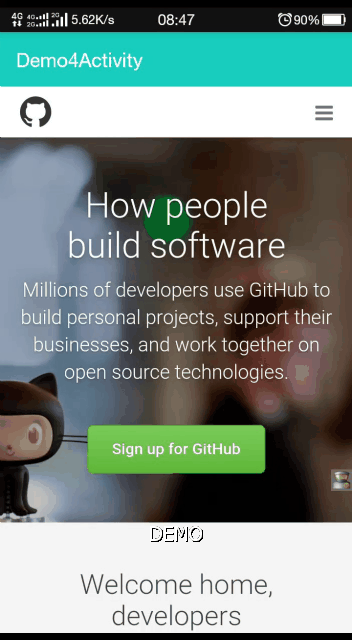 4G 4G 2G 2G 5.62K/s 08:47 90%
Demo4Activity
How people
build software
Millions of developers use GitHub to
build personal projects, support their
businesses, and work together on
open source technologies.
Sign up for GitHub
DEMO
Welcome home,
developers